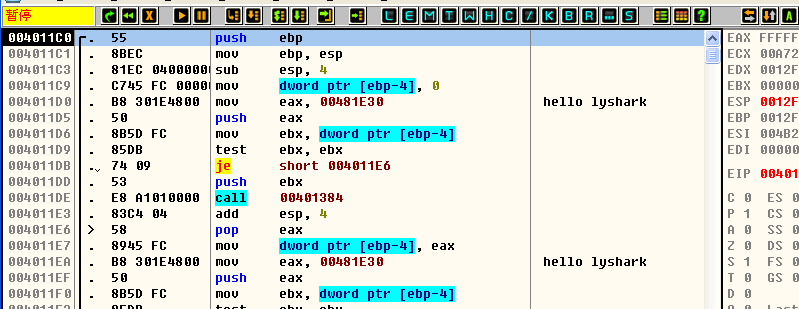 暂停 L E M T W H C / K B R ... S ? A
004011C0 . 55 push ebp EAX FFFFF
004011C1 . 8BEC mov ebp, esp ECX 00A72
004011C3 . 81EC 0400000 sub esp, 4 EDX 0012F
004011C9 . C745 FC 0000 mov dword ptr [ebp-4], 0 EBX 00000
004011D0 . B8 301E4800 mov eax, 00481E30 hello lyshark ESP 0012F
004011D5 . 50 push eax EBP 0012F
004011D6 . 8B5D FC mov ebx, dword ptr [ebp-4] ESI 004B2
004011D9 . 85DB test ebx, ebx EDI 00000
004011DB . 74 09 je short 004011E6 EIP 00401
004011DD . 53 push ebx
004011DE . E8 A1010000 call 00401384 C 0 ES 0
004011E3 . 83C4 04 add esp, 4 P 1 CS 0
004011E6 > 58 pop eax A 0 SS 0
004011E7 . 8945 FC mov dword ptr [ebp-4], eax Z 0 DS 0
004011EA . B8 301E4800 mov eax, 00481E30 hello lyshark S 1 FS 0
004011EF . 50 push eax T 0 GS 0
004011F0 . 8B5D FC mov ebx, dword ptr [ebp-4] D 0